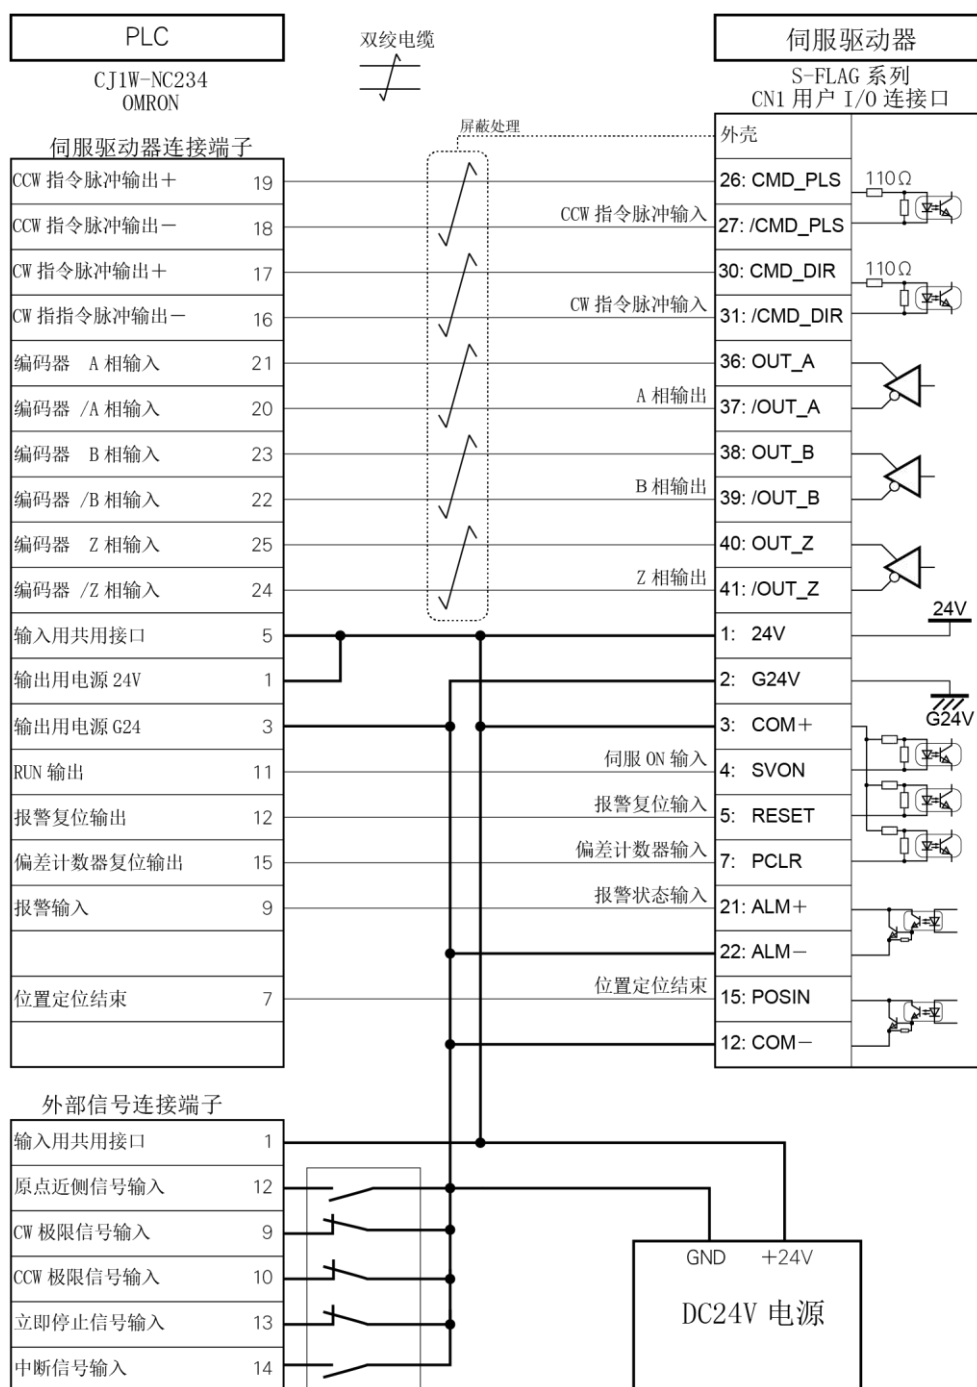 PLC
双绞电缆
伺服驱动器
CJ1W-NC234
OMRON
S-FLAG 系列
CN1 用户 I/O 连接口
屏蔽处理
外壳
伺服驱动器连接端子
CCW 指令脉冲输出＋ 19
26: CMD_PLS
110Ω
CCW 指令脉冲输出－ 18
CCW 指令脉冲输入
27: /CMD_PLS
CW 指令脉冲输出＋ 17
30: CMD_DIR
110Ω
CW 指指令脉冲输出－ 16
CW 指令脉冲输入
31: /CMD_DIR
编码器 A 相输入 21
36: OUT_A
编码器 /A 相输入 20
A 相输出
37: /OUT_A
编码器 B 相输入 23
38: OUT_B
编码器 /B 相输入 22
B 相输出
39: /OUT_B
编码器 Z 相输入 25
40: OUT_Z
编码器 /Z 相输入 24
Z 相输出
41: /OUT_Z
24V
输入用共用接口 5
1: 24V
输出用电源 24V 1
2: G24V
G24V
输出用电源 G24 3
3: COM＋
RUN 输出 11
伺服 ON 输入
4: SVON
报警复位输出 12
报警复位输入
5: RESET
偏差计数器复位输出 15
偏差计数器输入
7: PCLR
报警输入 9
报警状态输入
21: ALM＋
22: ALM－
位置定位结束 7
位置定位结束
15: POSIN
12: COM－
外部信号连接端子
输入用共用接口 1
原点近侧信号输入 12
CW 极限信号输入 9
CCW 极限信号输入 10
立即停止信号输入 13
中断信号输入 14
GND +24V
DC24V 电源